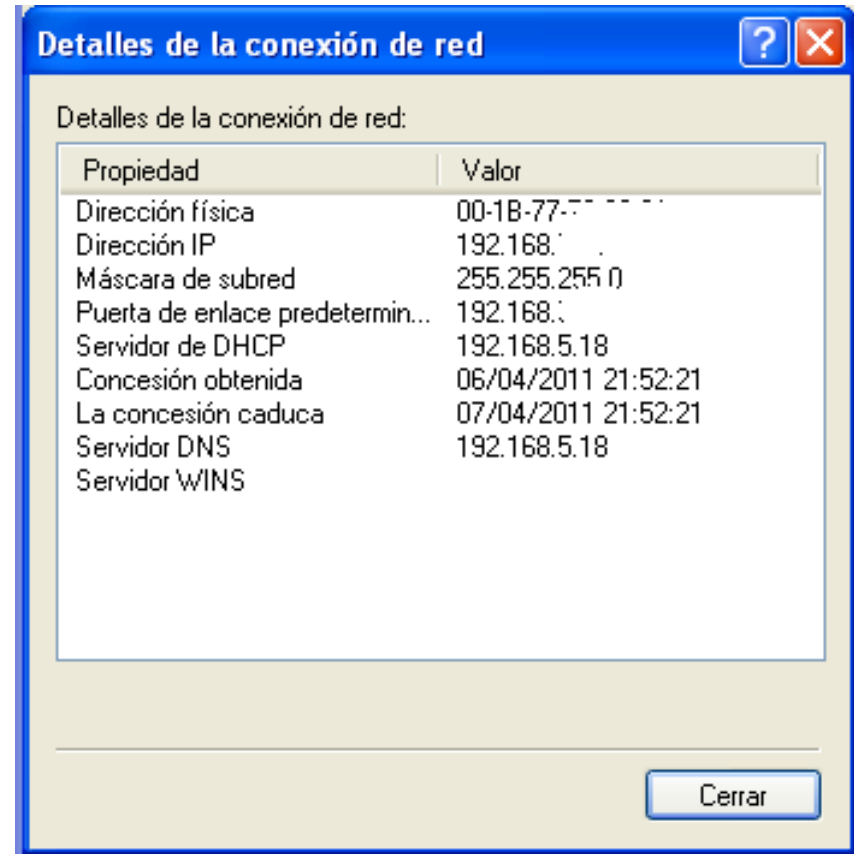 Detalles de la conexión de red
Detalles de la conexión de red:
Propiedad Valor
Dirección física 00-1B-77-
Dirección IP 192.168.
Máscara de subred 255.255.255.0
Puerta de enlace predetermin... 192.168.
Servidor de DHCP 192.168.5.18
Concesión obtenida 06/04/2011 21:52:21
La concesión caduca 07/04/2011 21:52:21
Servidor DNS 192.168.5.18
Servidor WINS
Cerrar